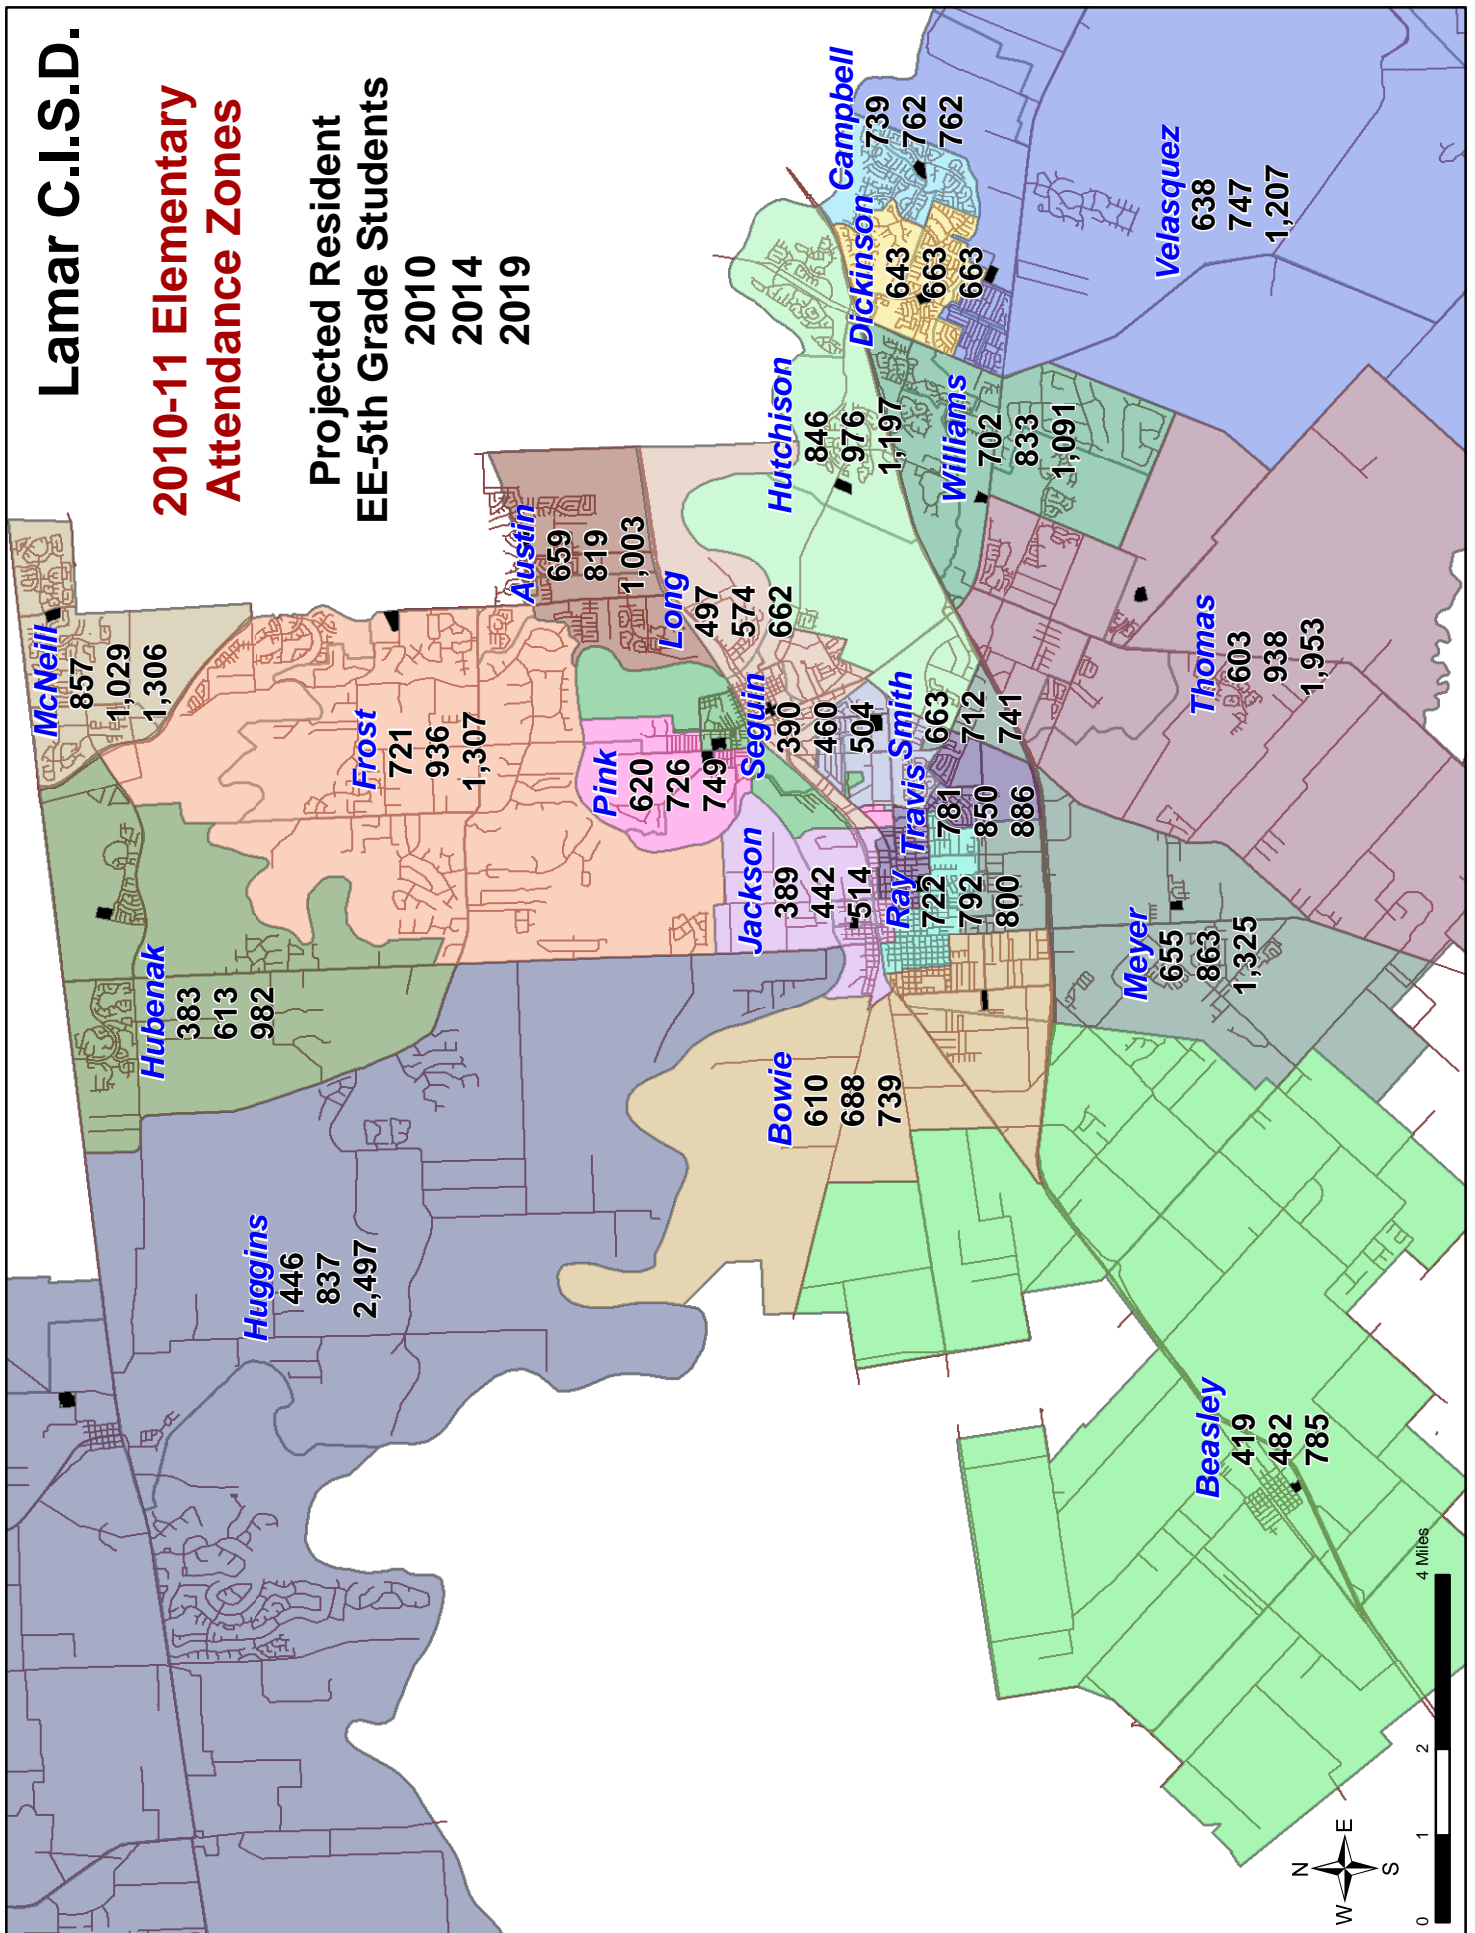 Lamar C.I.S.D.
2010-11 Elementary
Attendance Zones
Projected Resident
EE-5th Grade Students
2010
2014
2019
McNeill
857
1,029
1,306
Hubenak
383
613
982
Huggins
446
837
2,497
Frost
721
936
1,307
Austin
659
819
1,003
Pink
620
726
749
Long
497
574
662
Seguin
390
460
504
Jackson
389
442
514
Bowie
610
688
739
Hutchison
846
976
1,197
Campbell
739
762
762
Dickinson
643
663
663
Williams
702
833
1,091
Smith
663
712
741
Travis
781
850
886
Ray
722
792
800
Velasquez
638
747
1,207
Thomas
603
938
1,953
Meyer
655
863
1,325
Beasley
419
482
785
N
W E
S
0 1 2 4 Miles